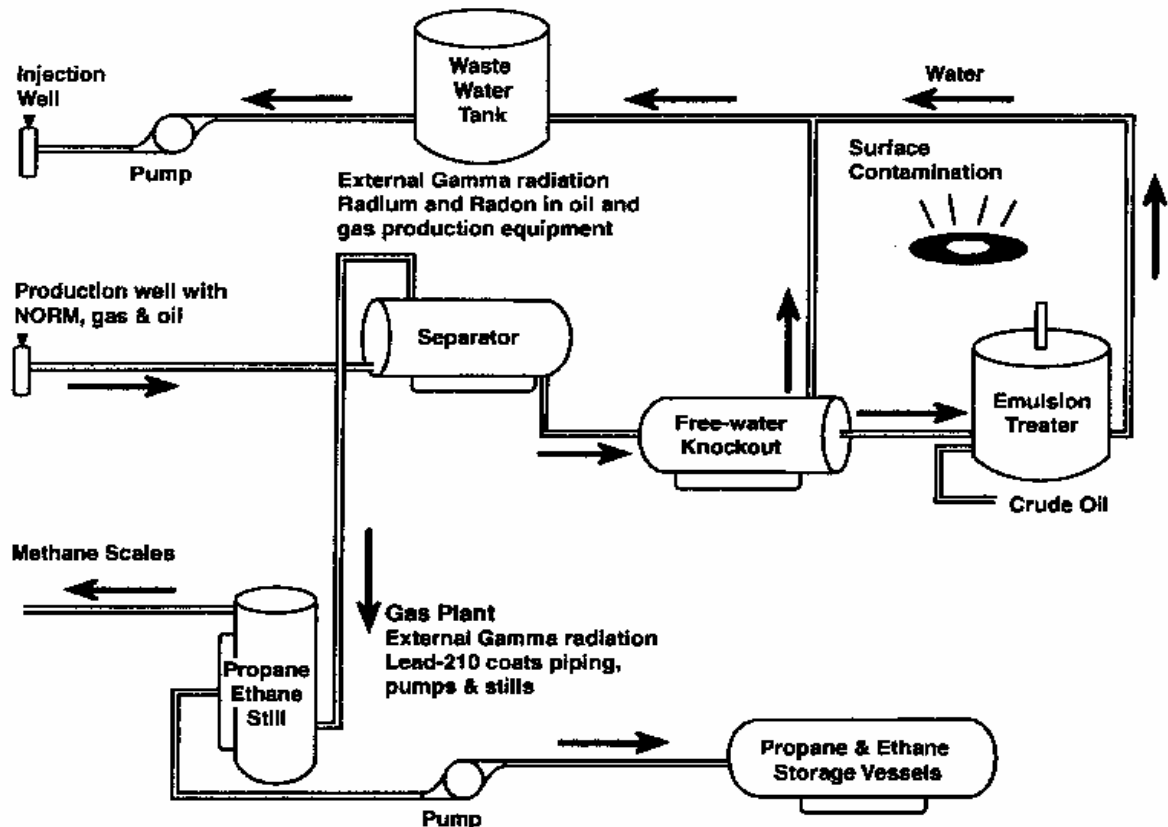 Injection
Well
Pump
Waste
Water
Tank
Water
Surface
Contamination
External Gamma radiation
Radium and Radon in oil and
gas production equipment
Production well with
NORM, gas & oil
Separator
Free-water
Knockout
Emulsion
Treater
Crude Oil
Methane Scales
Gas Plant
External Gamma radiation
Lead-210 coats piping,
pumps & stills
Propane
Ethane
Still
Pump
Propane & Ethane
Storage Vessels